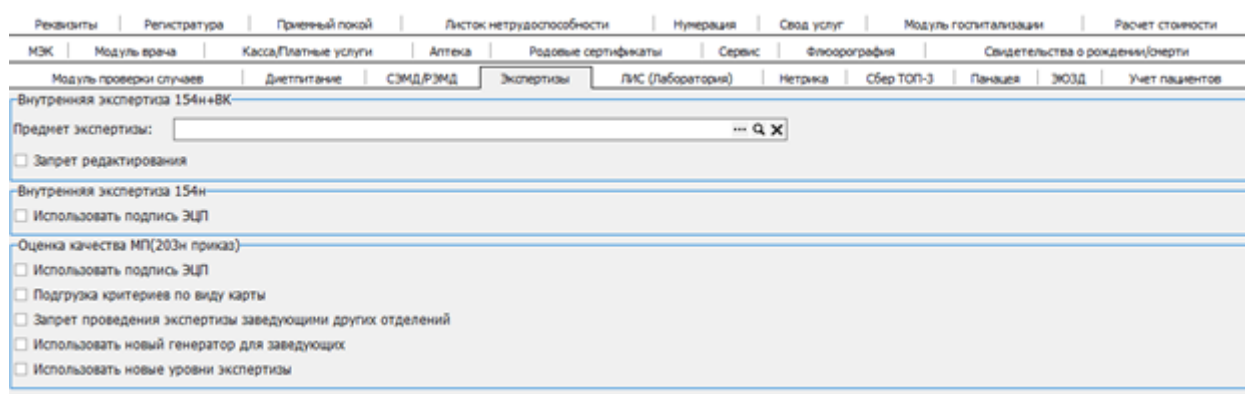 Реквизиты Регистратура Приемный покой Листок нетрудоспособности Нумерация Свод услуг Модуль госпитализации Расчет стоимости
МЭК Модуль врача Касса/Платные услуги Аптека Родовые сертификаты Сервис Флюорография Свидетельства о рождении/смерти
Модуль проверки случаев Диетпитание СЭМД/РЭМД Экспертизы ЛИС (Лаборатория) Метрика Сбер ТОП-3 Панацея ЭЮЗД Учет пациентов
Внутренняя экспертиза 154н+ВК
Предмет экспертизы:
Запрет редактирования
Внутренняя экспертиза 154н
Использовать подпись ЭЦП
Оценка качества МП(203н приказ)
Использовать подпись ЭЦП
Подгрузка критериев по виду карты
Запрет проведения экспертизы заведующими других отделений
Использовать новый генератор для заведующих
Использовать новые уровни экспертизы